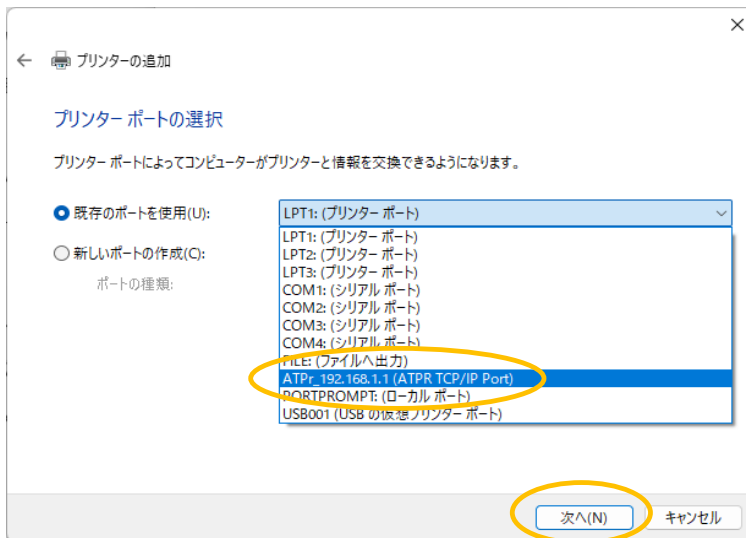 プリンターの追加
プリンター ポートの選択
プリンター ポートによってコンピューターがプリンターと情報を交換できるようになります。
既存のポートを使用(U):
LPT1: (プリンター ポート)
新しいポートの作成(C):
ポートの種類:
LPT1: (プリンター ポート)
LPT2: (プリンター ポート)
LPT3: (プリンター ポート)
COM1: (シリアル ポート)
COM2: (シリアル ポート)
COM3: (シリアル ポート)
COM4: (シリアル ポート)
FILE: (ファイルへ出力)
ATPr_192.168.1.1 (ATPR TCP/IP Port)
PORTPROMPT: (ローカル ポート)
USB001 (USB の仮想プリンター ポート)
次へ(N)
キャンセル